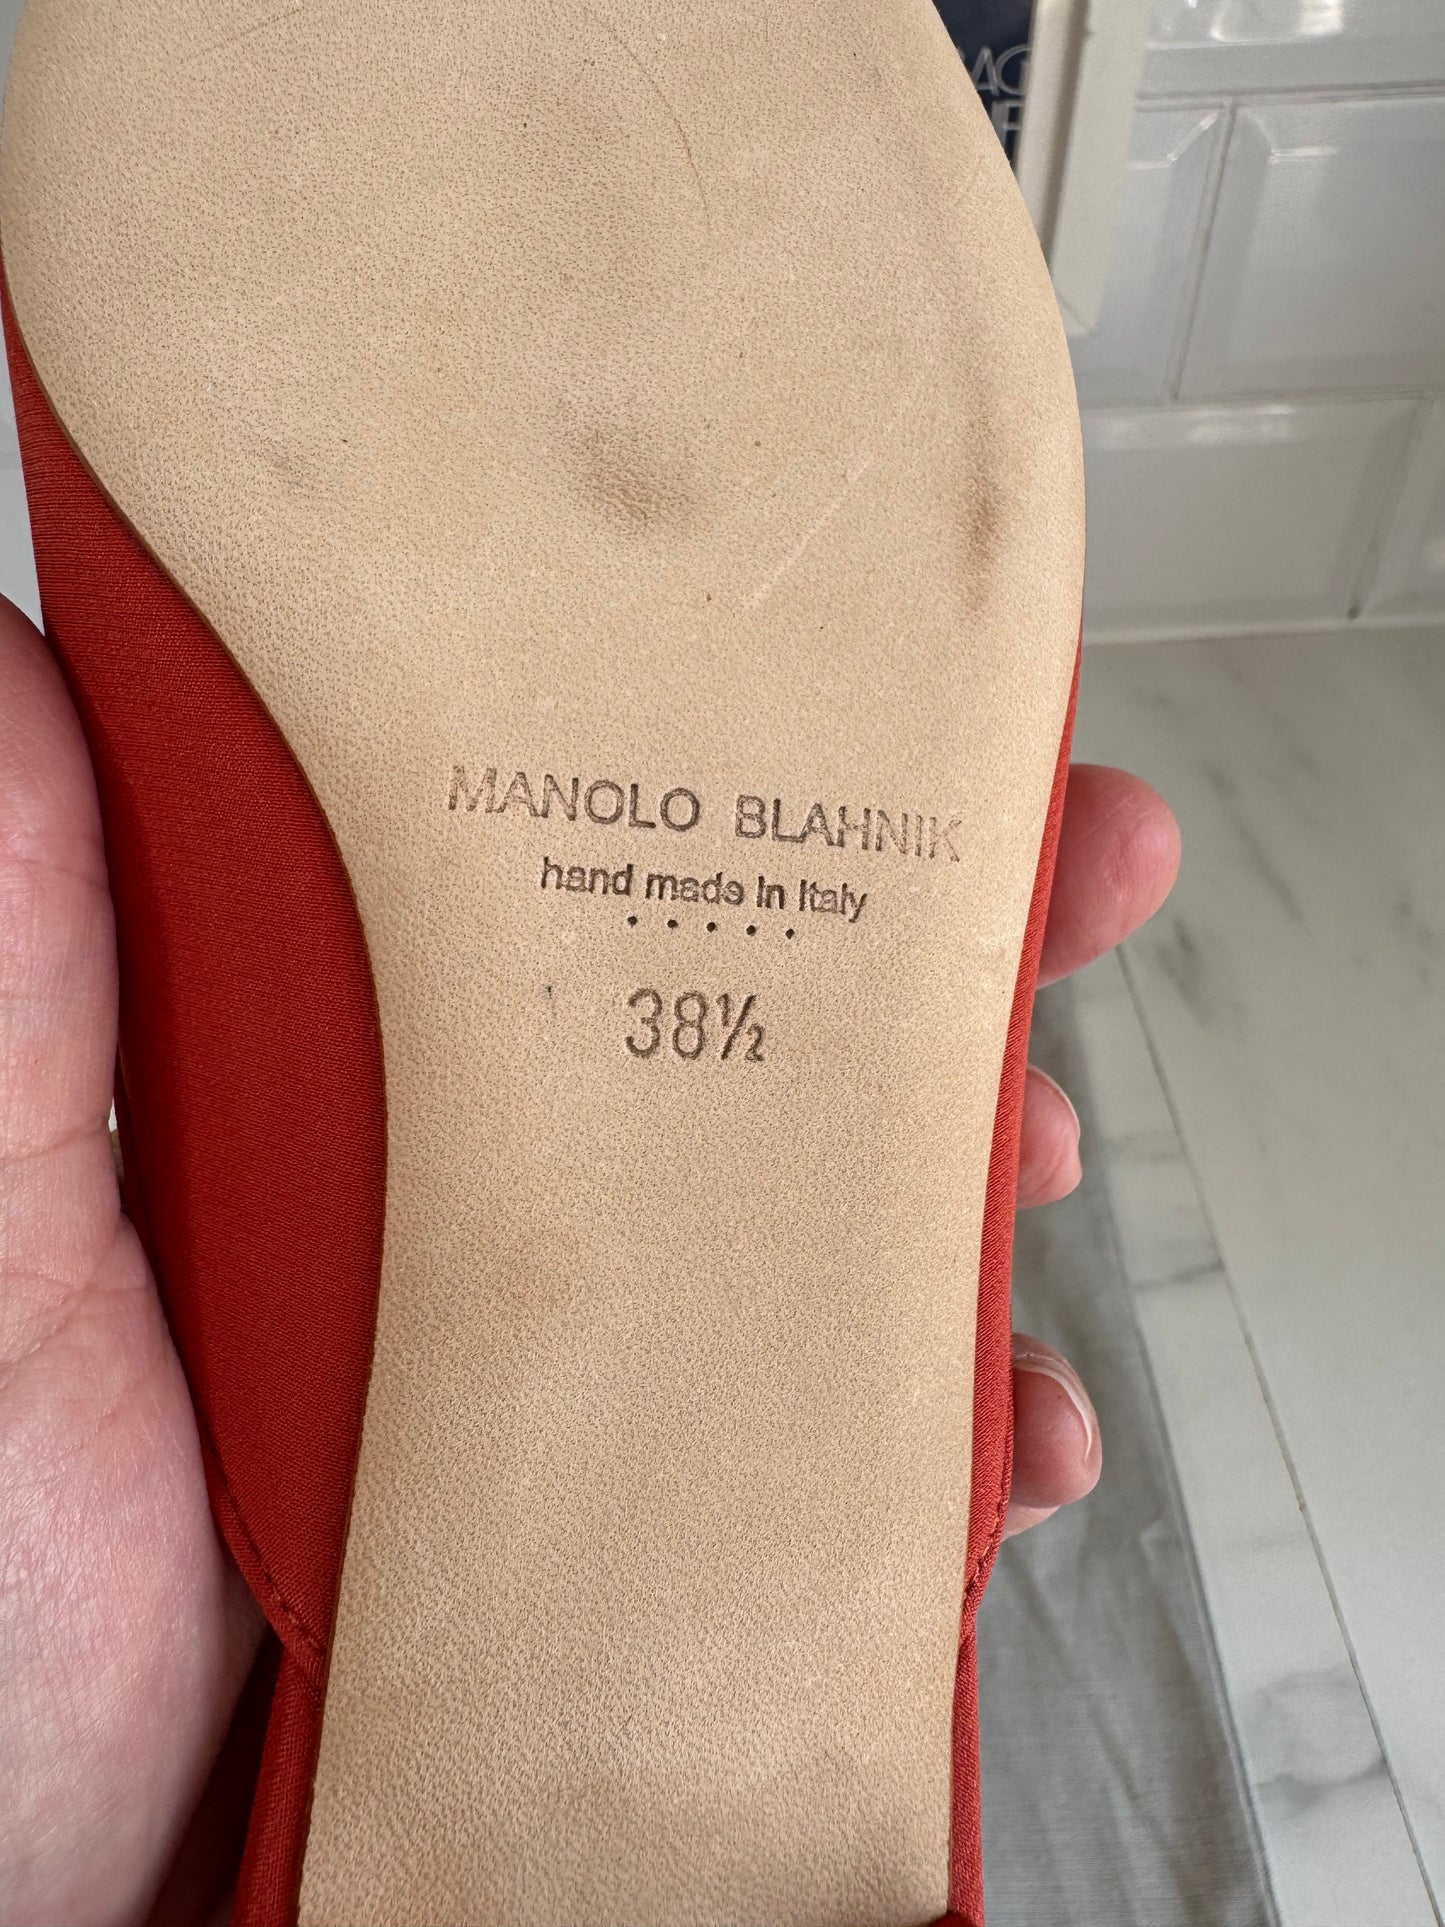 MANOLO BLAHNIK
hand made in Italy
38½